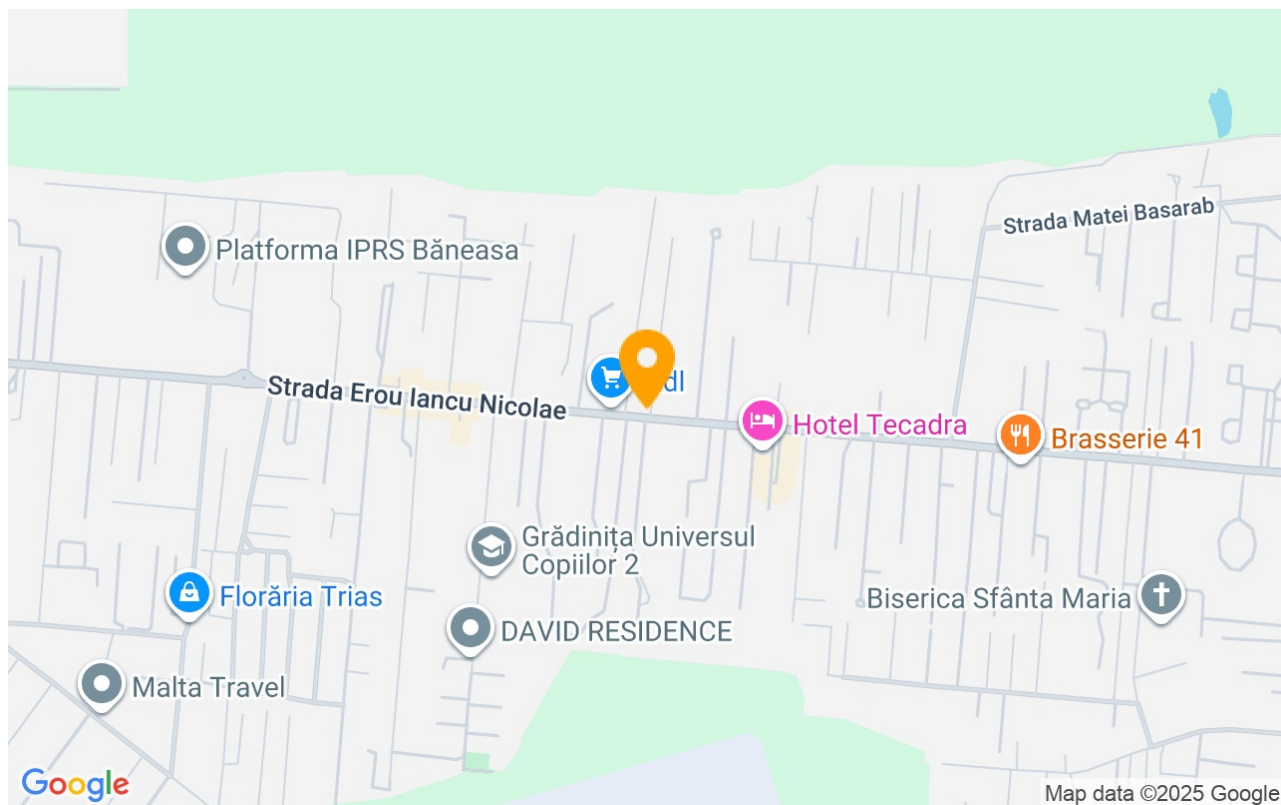 Strada Matei Basarab
Platforma IPRS Băneasa
Strada Erou Iancu Nicolae
Hotel Tecadra
Brasserie 41
Grădinița Universul
Copiilor 2
Florăria Trias
Biserica Sfânta Maria
DAVID RESIDENCE
Malta Travel
Google
Map data ©2025 Google